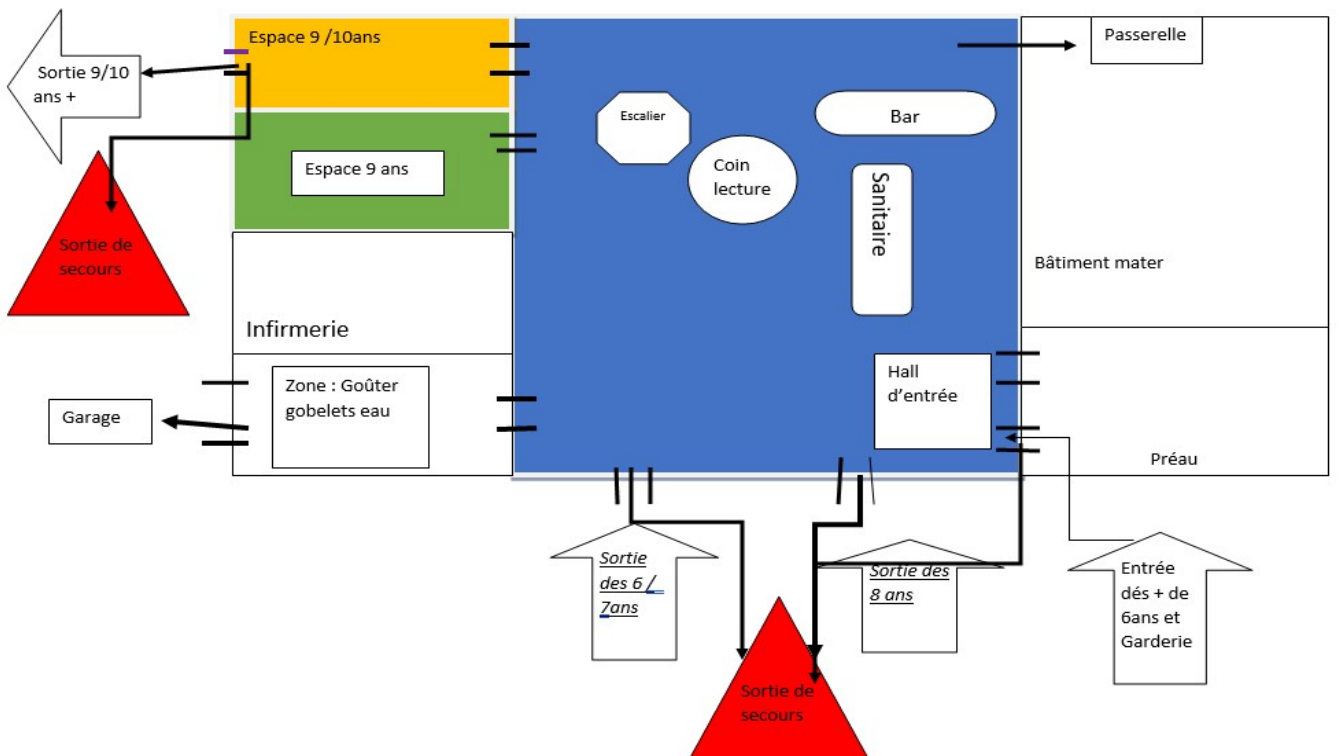 Espace 9 /10ans
Passerelle
Sortie 9/10
ans +
Escalier
Bar
Espace 9 ans
Coin
lecture
Sanitaire
Sortie de
secours
Bâtiment mater
Infirmerie
Zone : Goûter
gobelets eau
Hall
d'entrée
Garage
Préau
Sortie
des 6 /
7ans
Sortie des
8 ans
Entrée
dés + de
6ans et
Garderie
Sortie de
secours